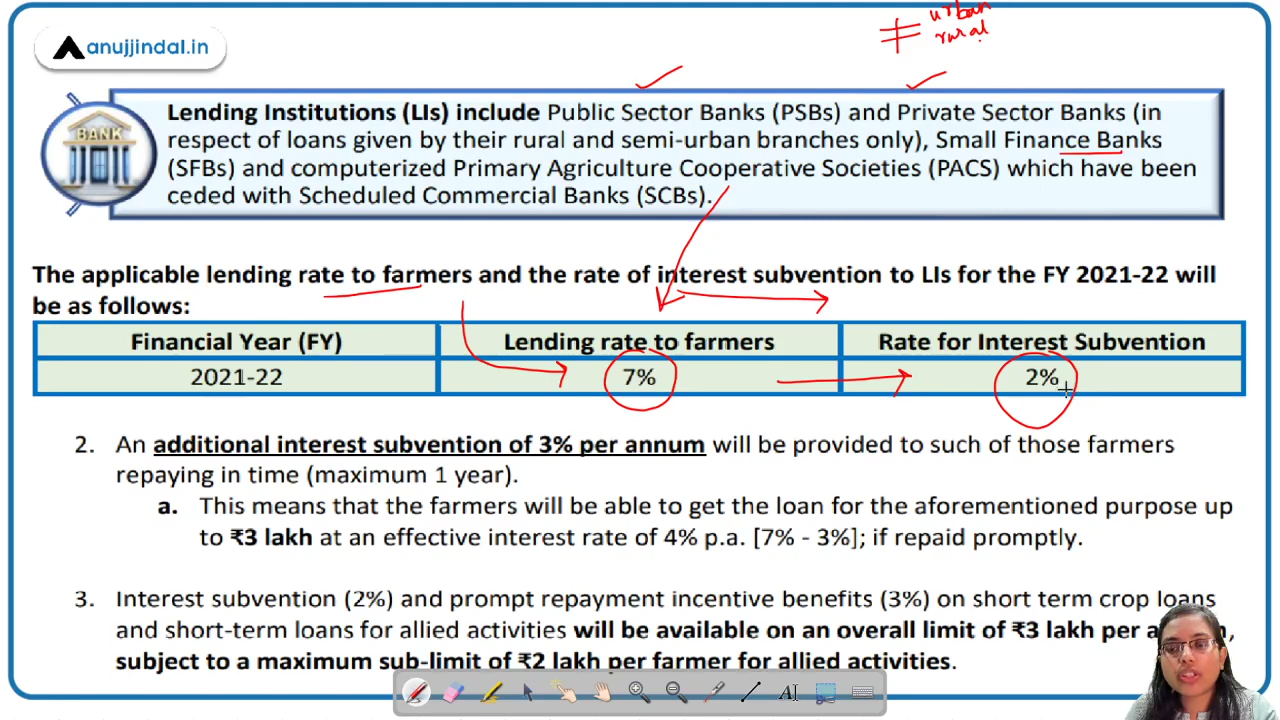 ≠ urban
rural
anujjindal.in
BANK
Lending Institutions (LIs) include Public Sector Banks (PSBs) and Private Sector Banks (in
respect of loans given by their rural and semi-urban branches only), Small Finance Banks
(SFBs) and computerized Primary Agriculture Cooperative Societies (PACS) which have been
ceded with Scheduled Commercial Banks (SCBs).
The applicable lending rate to farmers and the rate of interest subvention to LIs for the FY 2021-22 will
be as follows:
Financial Year (FY) Lending rate to farmers Rate for Interest Subvention
2021-22 7% 2%
2. An additional interest subvention of 3% per annum will be provided to such of those farmers
repaying in time (maximum 1 year).
a. This means that the farmers will be able to get the loan for the aforementioned purpose up
to ₹3 lakh at an effective interest rate of 4% p.a. [7% - 3%]; if repaid promptly.
3. Interest subvention (2%) and prompt repayment incentive benefits (3%) on short term crop loans
and short-term loans for allied activities will be available on an overall limit of ₹3 lakh per
subject to a maximum sub-limit of ₹2 lakh per farmer for allied activities.